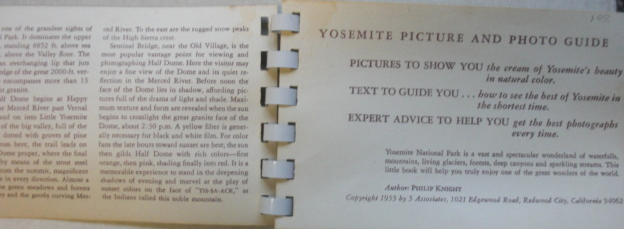 one of the grandest sights of
l Park. It dominates the upper
, standing 8852 ft. above sea
above the Valley floor. The
an overhanging lip that juts
edge of the great 2000-ft. ver-
encompasses more than 15
granite.
lf Dome begins at Happy
e Merced River past Vernal
nd on into Little Yosemite
of the big valley, full of the
dotted with groves of pine
here, the trail leads on
Dome proper, where the final
by means of the steel
the summit, magnificent
in every direction. Almost a
green meadows and forests
and the gently curving Mer-
ced River. To the east are the rugged snow peaks
of the High Sierra crest.
Sentinel Bridge, near the Old Village, is the
most popular vantage point for viewing and
photographing Half Dome. Here the visitor may
enjoy a fine view of the Dome and its quiet re-
flection in the Merced River. Before noon the
face of the Dome lies in shadow, affording pic-
tures full of the drama of light and shade. Maxi-
mum texture and form are revealed when the sun
begins to crosslight the great granite face of the
Dome, about 2:30 p.m. A yellow filter is gener-
ally necessary for black and white film. For color
fans the late hours toward sunset are best; the sun
then gilds Half Dome with rich colors—first
orange, then pink, shading finally into red. It is a
memorable experience to stand in the deepening
shadows of evening and marvel at the play of
sunset colors on the face of "TIS-SA-ACK," as
the Indians called this noble mountain.
YOSEMITE PICTURE AND PHOTO GUIDE
PICTURES TO SHOW YOU the cream of Yosemite's beauty
in natural color.
TEXT TO GUIDE YOU . . . how to see the best of Yosemite in
the shortest time.
EXPERT ADVICE TO HELP YOU get the best photographs
every time.
Yosemite National Park is a vast and spectacular wonderland of waterfalls,
mountains, living glaciers, forests, deep canyons and sparkling streams. This
little book will help you truly enjoy one of the great wonders of the world.
Author: PHILIP KNIGHT
Copyright 1955 by 5 Associates, 1021 Edgewood Road, Redwood City, California 94062